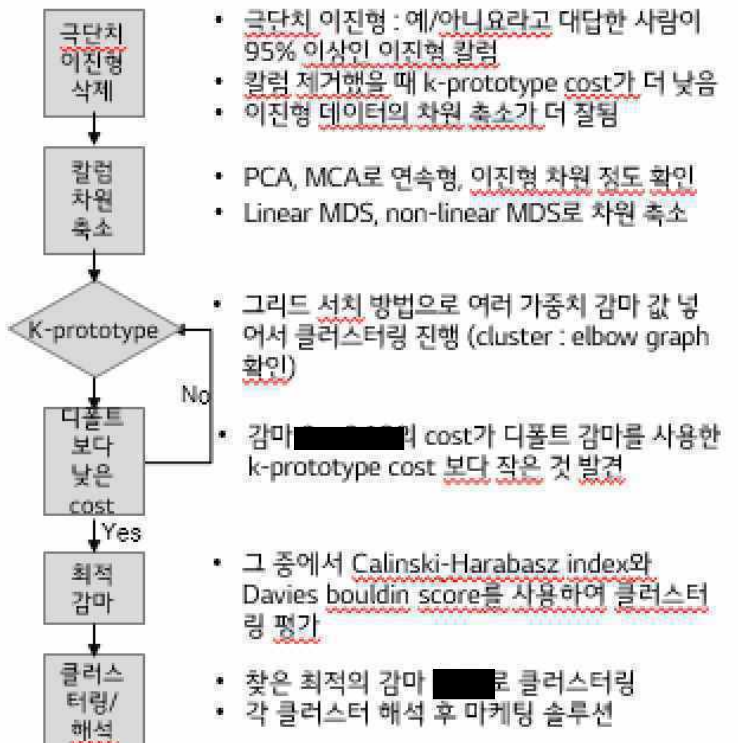 극단치
이진형
삭제
• 극단치 이진형 : 예/아니요라고 대답한 사람이
95% 이상인 이진형 칼럼
• 칼럼 제거했을 때 k-prototype cost가 더 낮음
• 이진형 데이터의 차원 축소가 더 잘됨
칼럼
차원
축소
• PCA, MCA로 연속형, 이진형 차원 정도 확인
• Linear MDS, non-linear MDS로 차원 축소
K-prototype
• 그리드 서치 방법으로 여러 가중치 감마 값 넣
어서 클러스터링 진행 (cluster : elbow graph
확인)
No
디폴트
보다
낮은
cost
• 감마 의 cost가 디폴트 감마를 사용한
k-prototype cost 보다 작은 것 발견
Yes
최적
감마
• 그 중에서 Calinski-Harabasz index와
Davies bouldin score를 사용하여 클러스터
링 평가
클러스
터링/
해석
• 찾은 최적의 감마 로 클러스터링
• 각 클러스터 해석 후 마케팅 솔루션